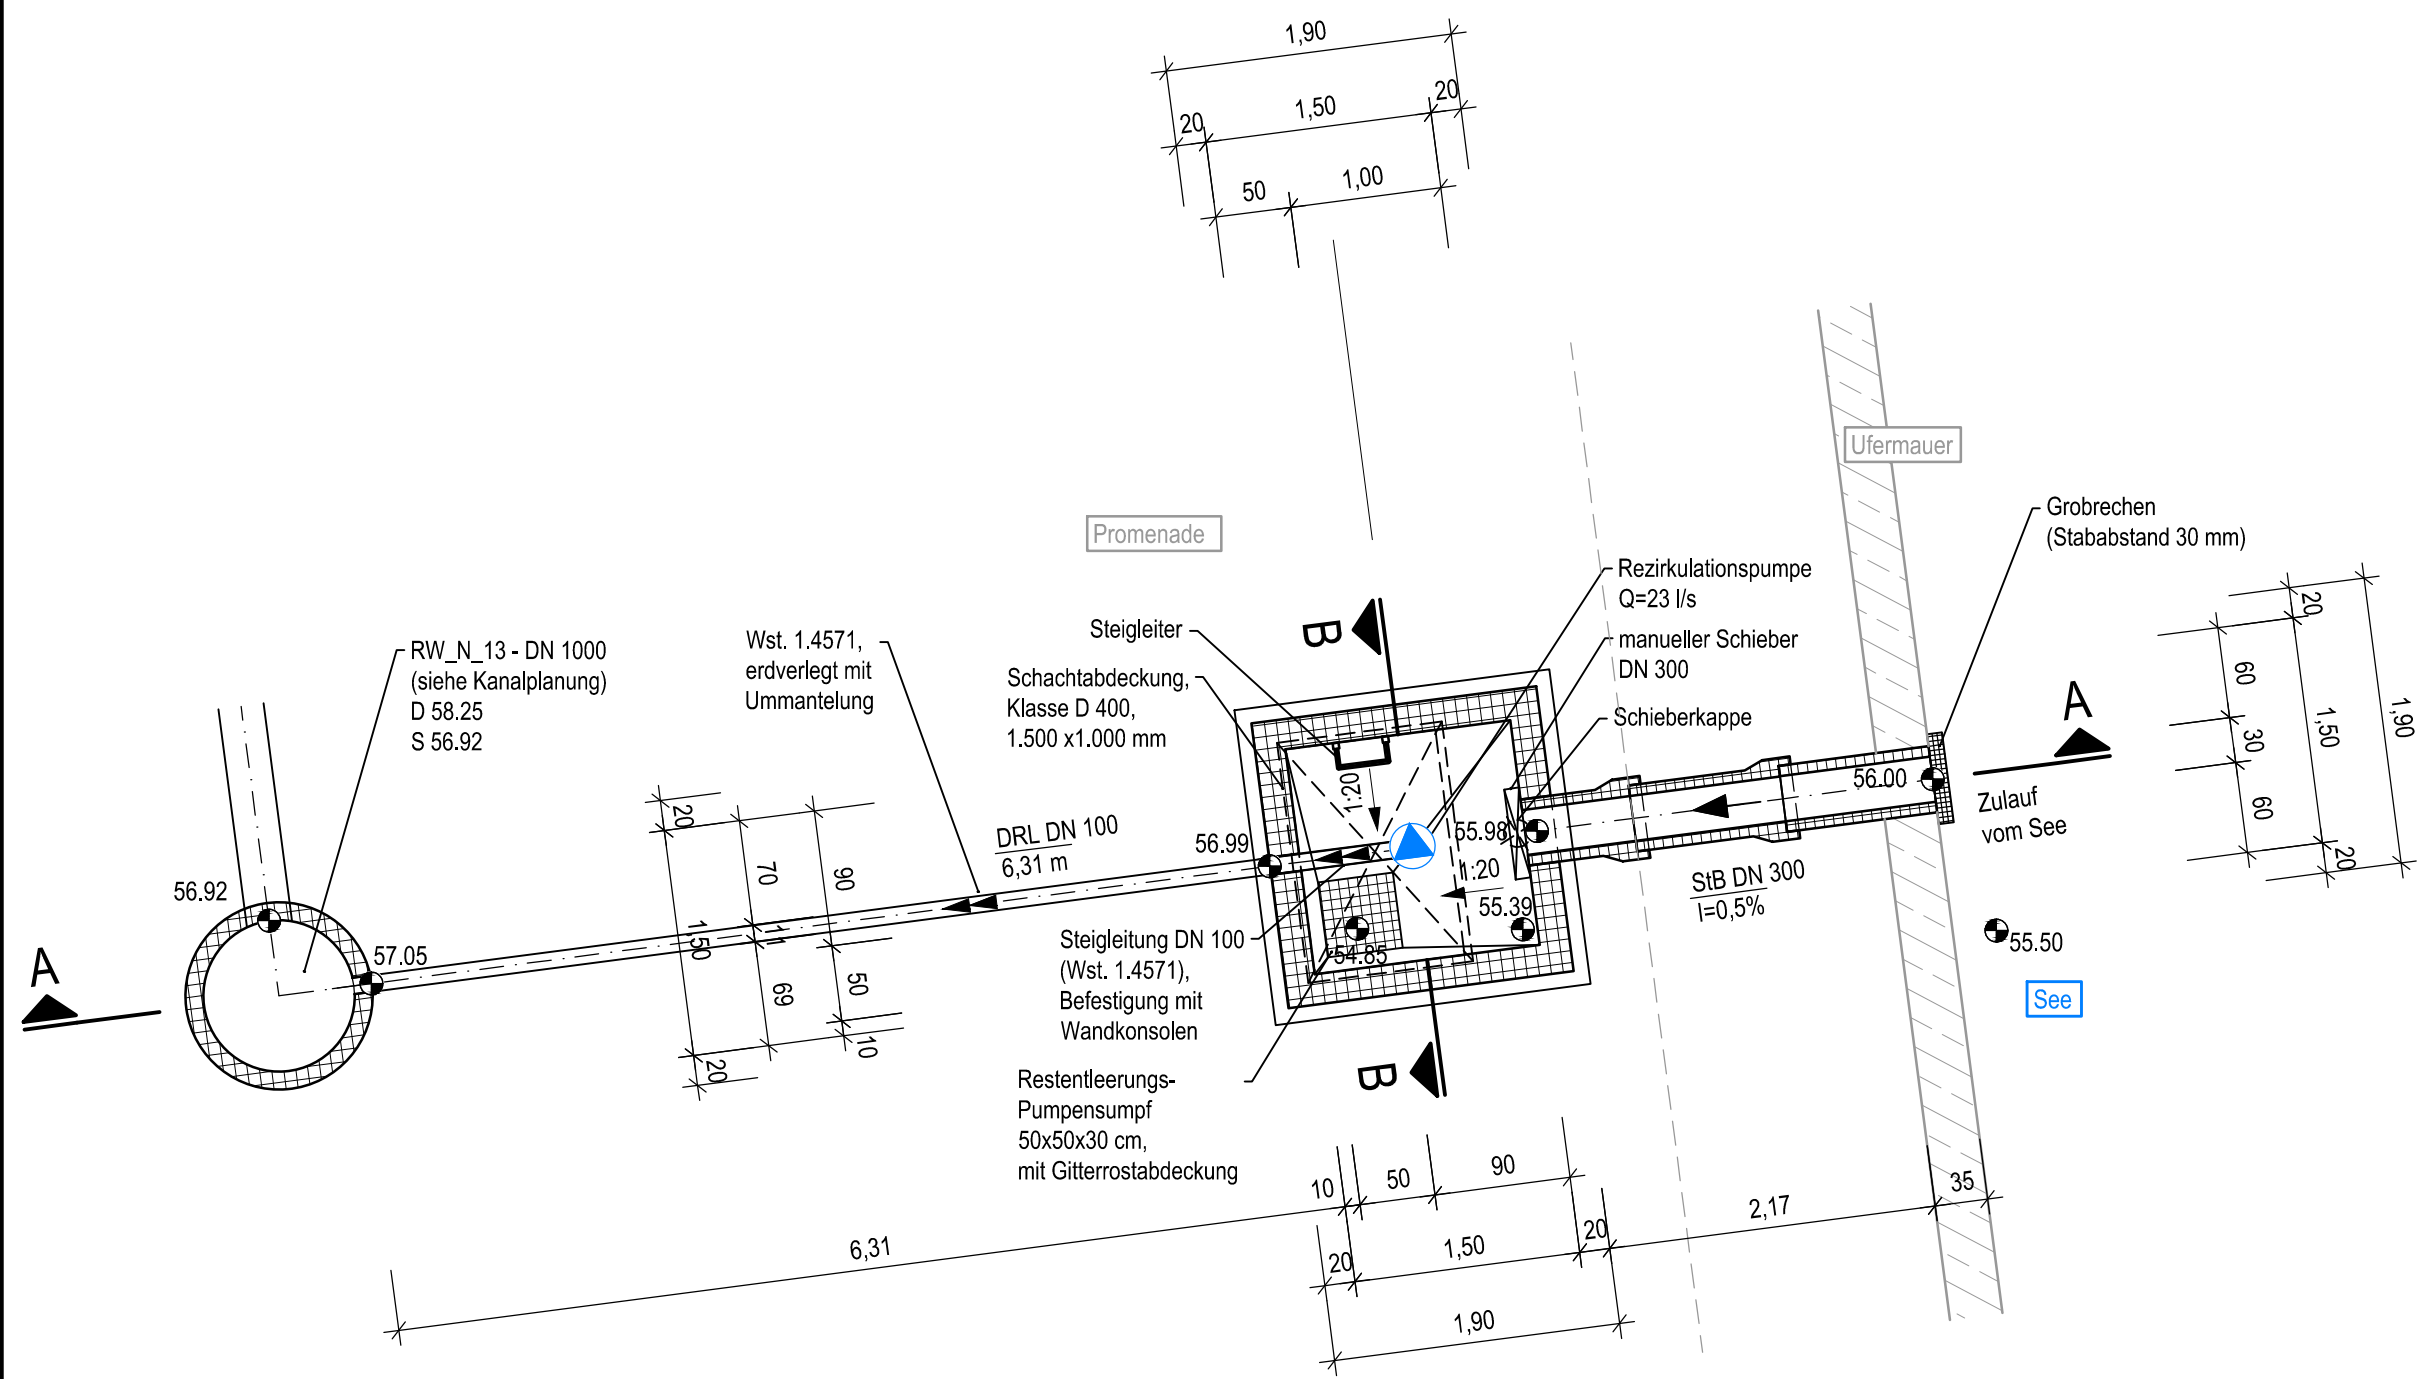 1,90
20
1,50
20
50
1,00
Ufermauer
Promenade
Grobrechen
(Stababstand 30 mm)
Rezirkulationspumpe
Q=23 l/s
manueller Schieber
DN 300
Schieberkappe
Steigleiter
Schachtabdeckung,
Klasse D 400,
1.500 x1.000 mm
Wst. 1.4571,
erdverlegt mit
Ummantelung
RW_N_13 - DN 1000
(siehe Kanalplanung)
D 58.25
S 56.92
B
A
20
60
30
60
1,50
1,90
20
56.00
Zulauf
vom See
1:20
55.98
1:20
55.39
54.85
StB DN 300
I=0,5%
55.50
See
DRL DN 100
6,31 m
56.99
20
70
90
1,50
11
69
50
10
20
56.92
57.05
A
Steigleitung DN 100
(Wst. 1.4571),
Befestigung mit
Wandkonsolen
B
Restentleerungs-
Pumpensumpf
50x50x30 cm,
mit Gitterrostabdeckung
10
50
90
6,31
20
1,50
20
2,17
35
1,90